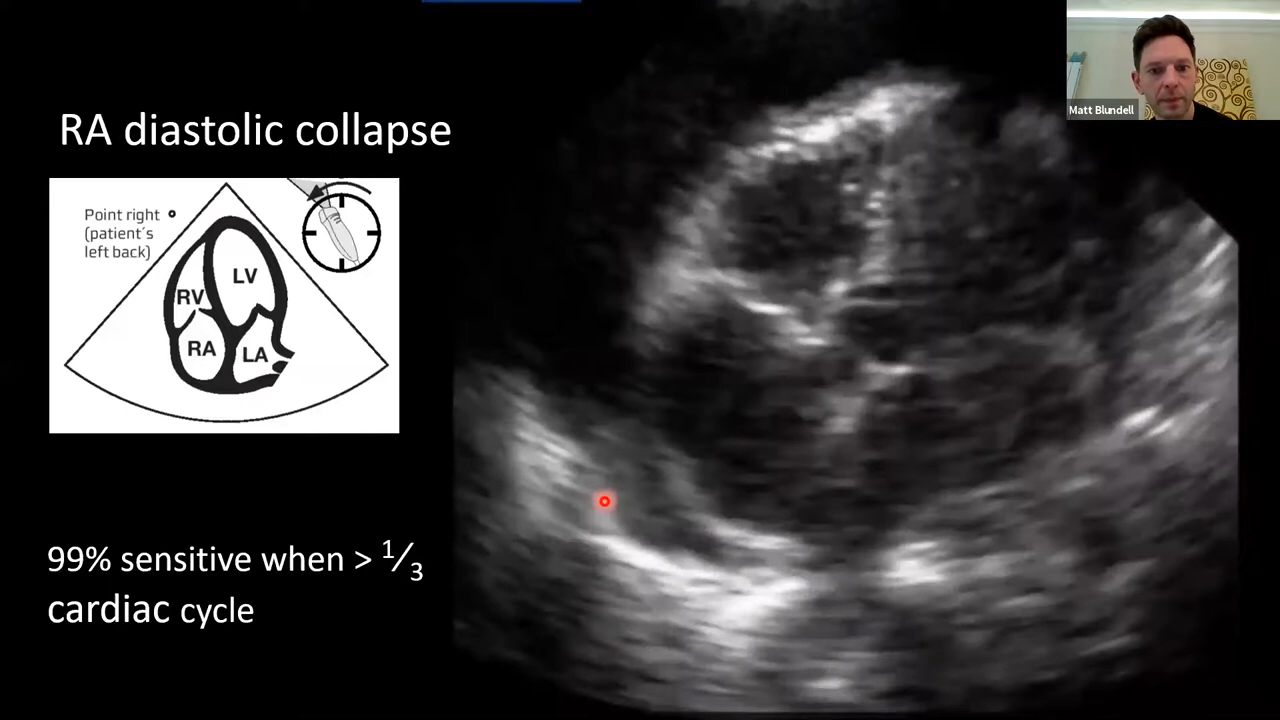 RA diastolic collapse
Point right
(patient´s
left back)
LV
RV
RA
LA
99% sensitive when > 1/3
cardiac cycle
Matt Blundell